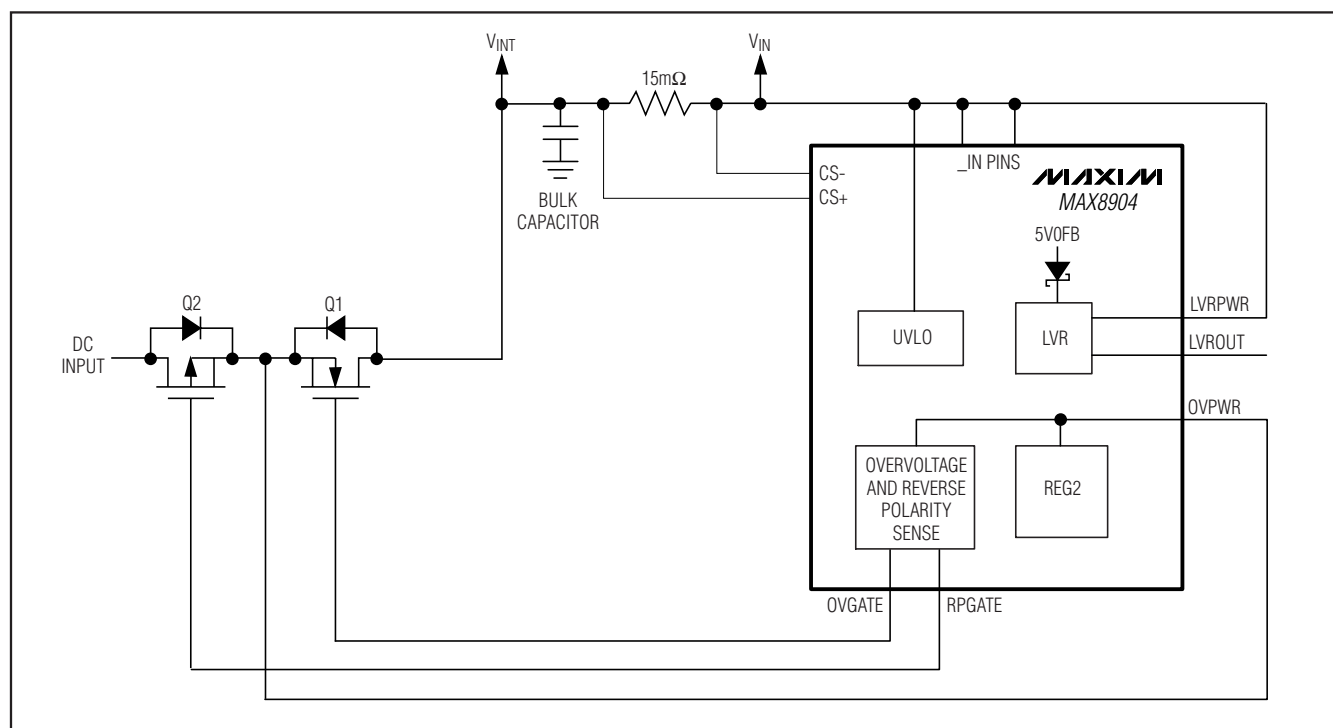 VINT
VIN
15mΩ
_IN PINS
MAXIM
MAX8904
CS-
CS+
BULK
CAPACITOR
5V0FB
Q2
Q1
UVLO
LVR
LVRPWR
LVROUT
DC
INPUT
OVPWR
OVERVOLTAGE
AND REVERSE
POLARITY
SENSE
REG2
OVGATE
RPGATE